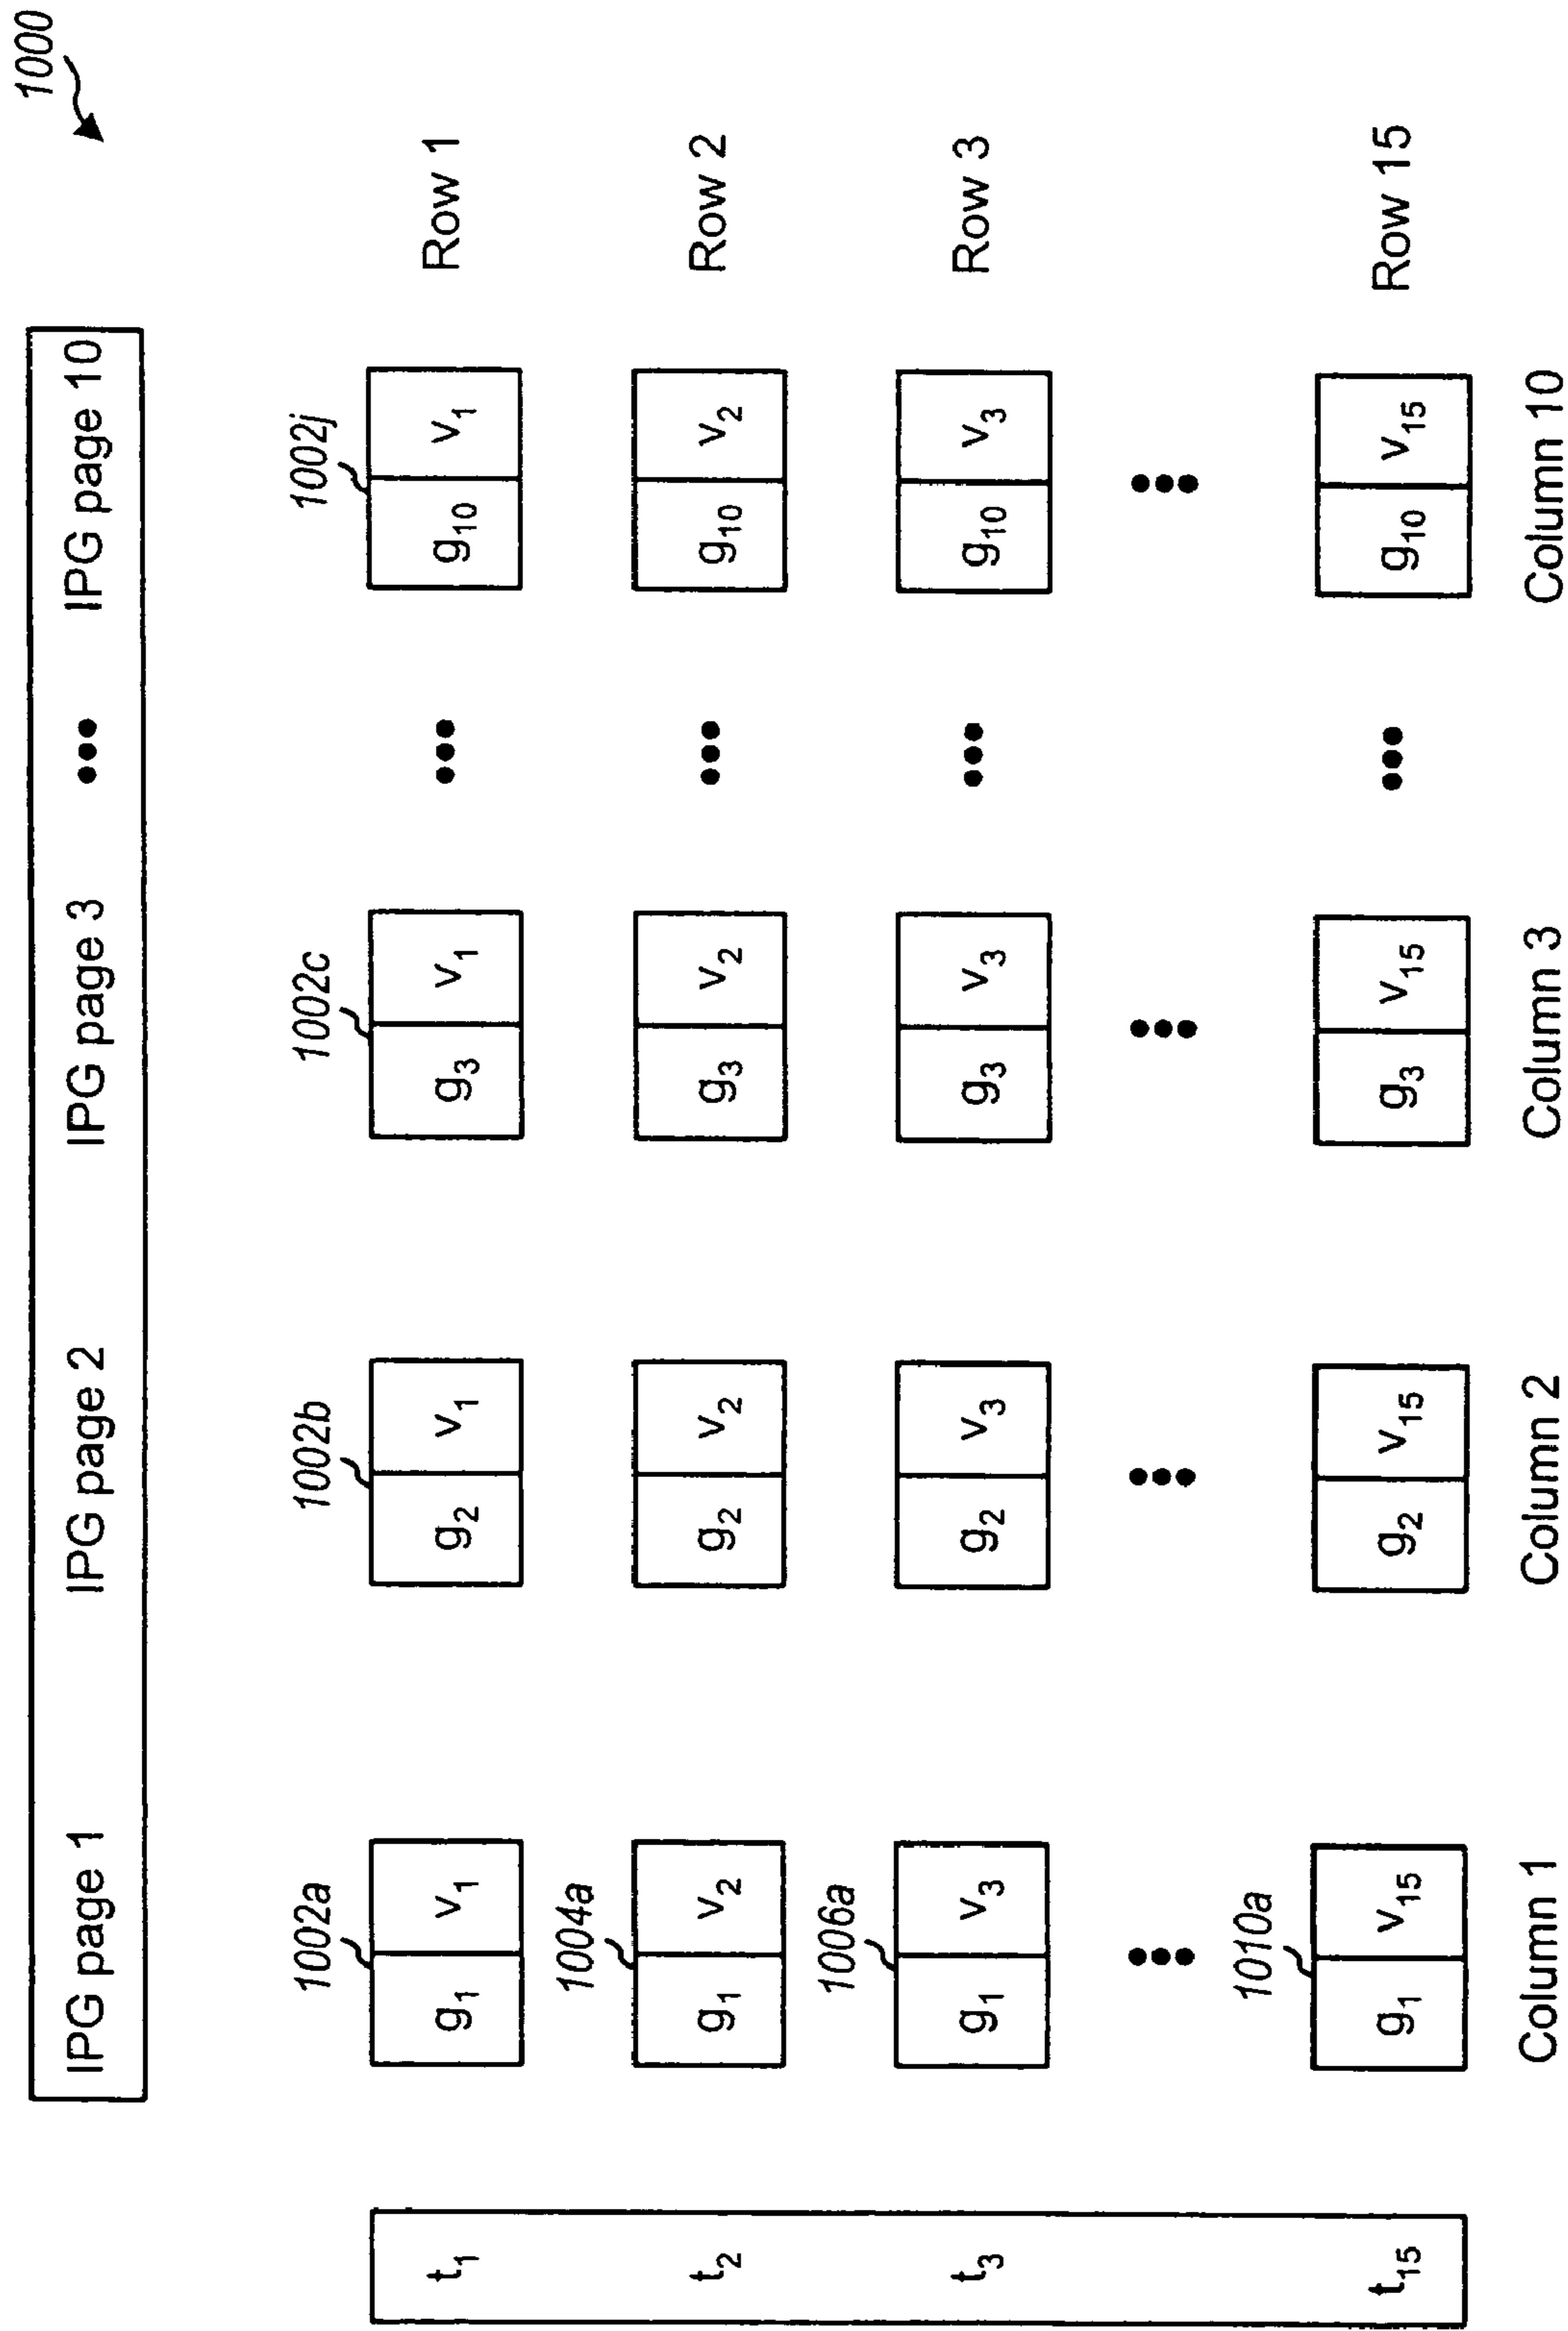 1000
IPG page 1 IPG page 2 IPG page 3 ••• IPG page 10
1002a 1002b 1002c 1002j
t₁ g₁ v₁ g₂ v₁ g₃ v₁ ••• g₁₀ v₁ Row 1
1004a
t₂ g₁ v₂ g₂ v₂ g₃ v₂ ••• g₁₀ v₂ Row 2
1006a
t₃ g₁ v₃ g₂ v₃ g₃ v₃ ••• g₁₀ v₃ Row 3
••• ••• ••• •••
1010a
t₁₅ g₁ v₁₅ g₂ v₁₅ g₃ v₁₅ ••• g₁₀ v₁₅ Row 15
Column 1 Column 2 Column 3 Column 10